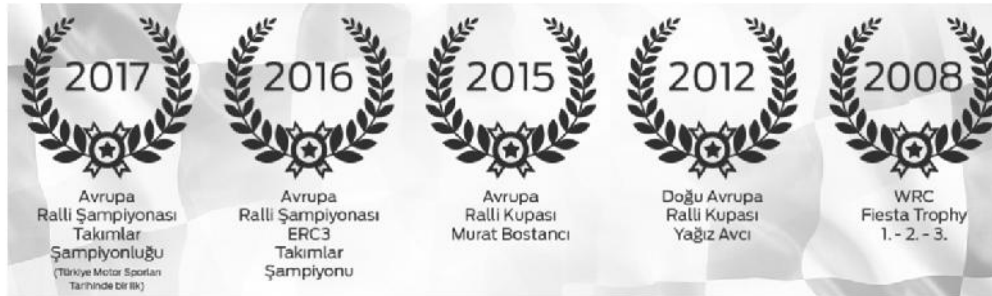 2017
Avrupa
Ralli Şampiyonası
Takımlar
Şampiyonluğu
(Türkiye Motor Sporları
Tarihinde bir ilk)
2016
Avrupa
Ralli Şampiyonası
ERC3
Takımlar
Şampiyonu
2015
Avrupa
Ralli Kupası
Murat Bostancı
2012
Doğu Avrupa
Ralli Kupası
Yağız Avcı
2008
WRC
Fiesta Trophy
1. - 2. - 3.